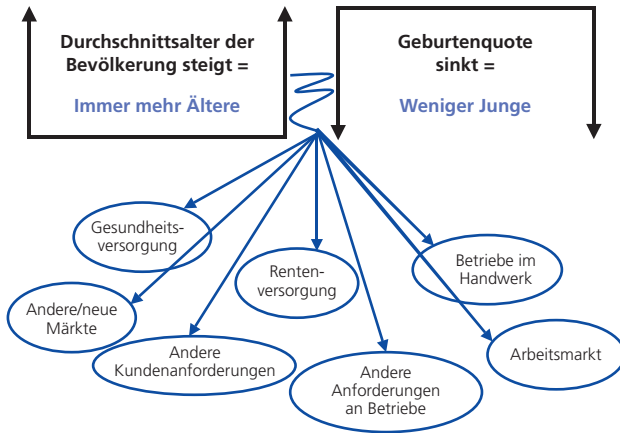 Durchschnittsalter der
Bevölkerung steigt =
Immer mehr Ältere
Geburtenquote
sinkt =
Weniger Junge
Gesundheits-
versorgung
Renten-
versorgung
Betriebe im
Handwerk
Andere/neue
Märkte
Andere
Kundenanforderungen
Andere
Anforderungen
an Betriebe
Arbeitsmarkt